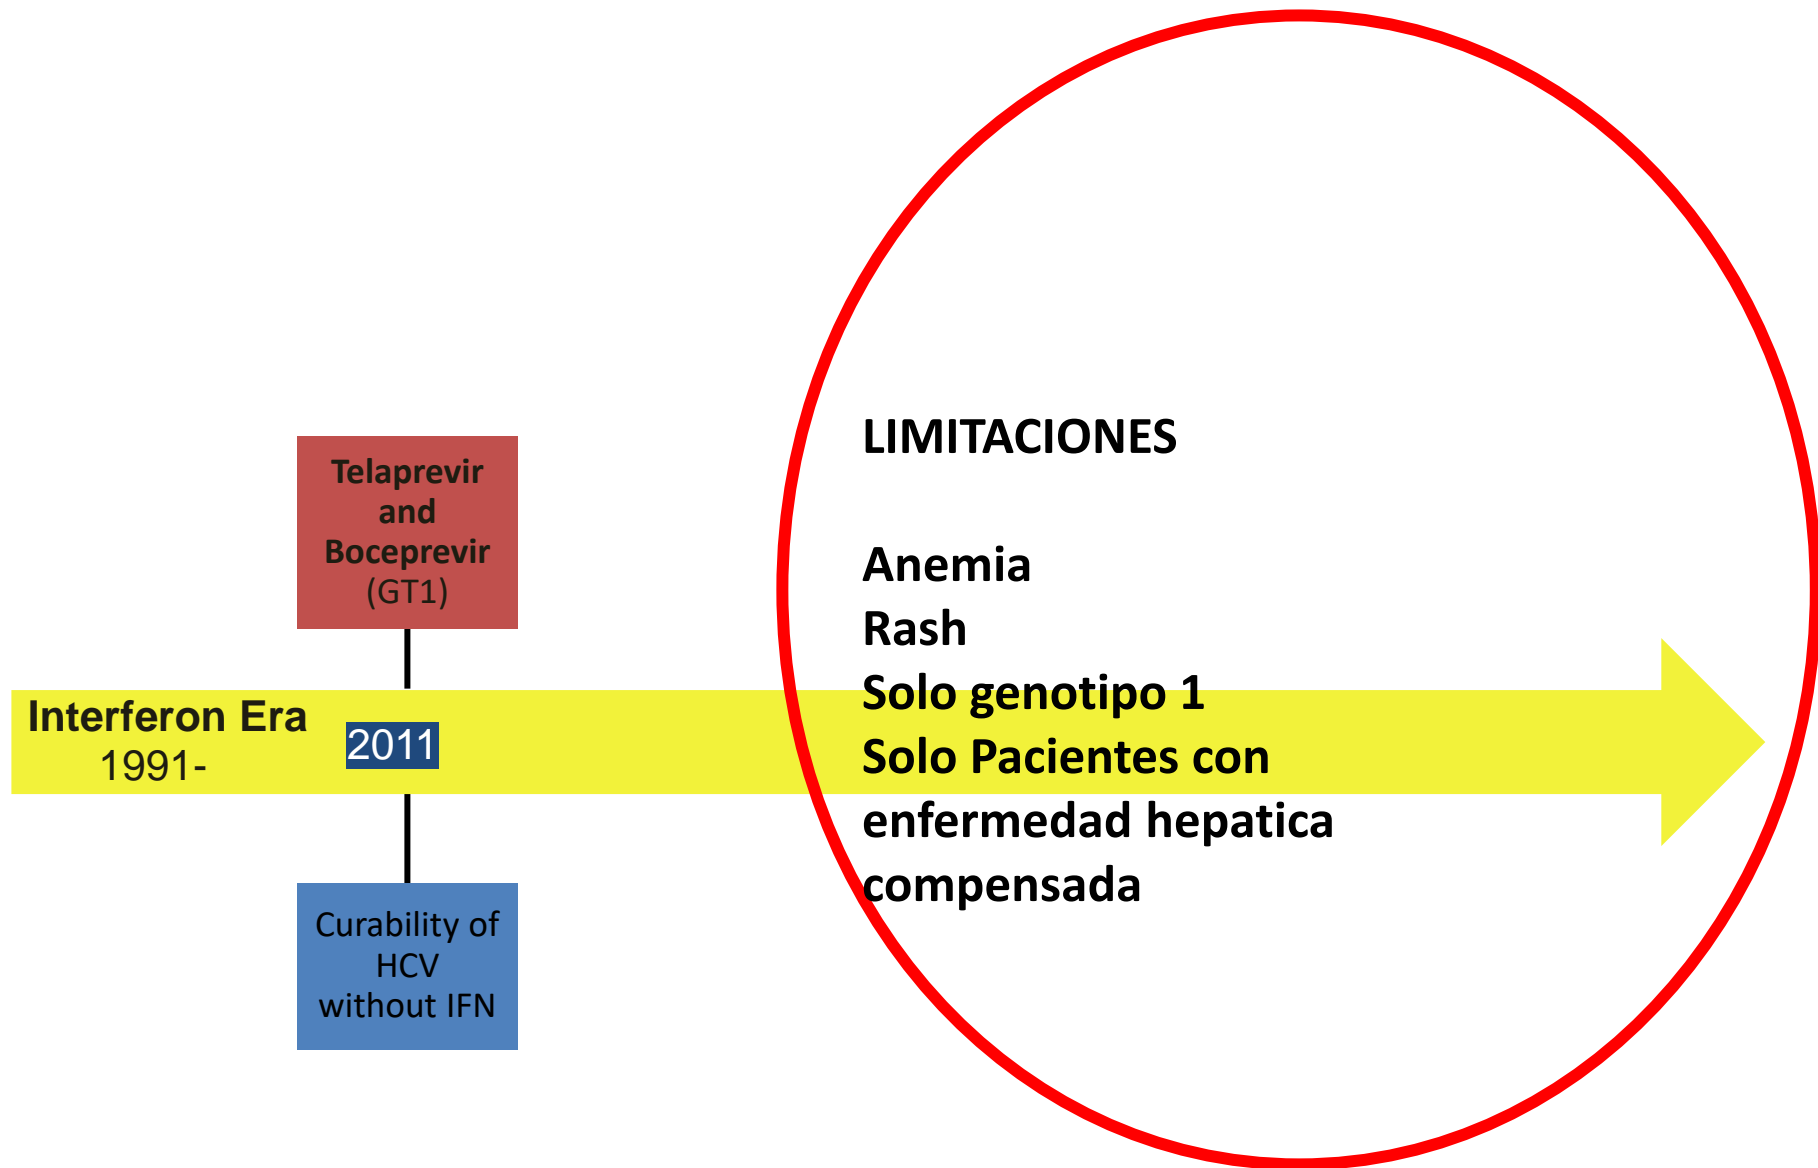 Telaprevir
and
Boceprevir
(GT1)
Interferon Era
1991-
2011
Curability of
HCV
without IFN
LIMITACIONES
Anemia
Rash
Solo genotipo 1
Solo Pacientes con
enfermedad hepatica
compensada